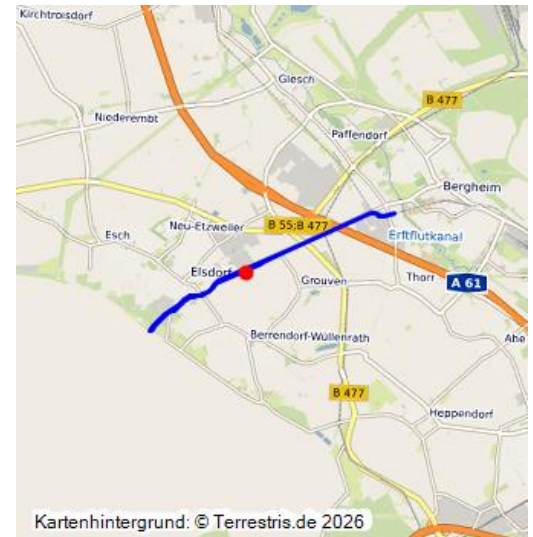 Kirchtroisdorf
Glesch
B 477
Niederembt
Paffendorf
Bergheim
Neu-Etzweiler
B 55;B 477
Esch
Erftflutkanal
Elsdorf
Grouven
Thorr
A 61
Berrendorf-Wüllenrath
Ahe
B 477
Heppendorf
Kartenhintergrund: © Terrestris.de 2026